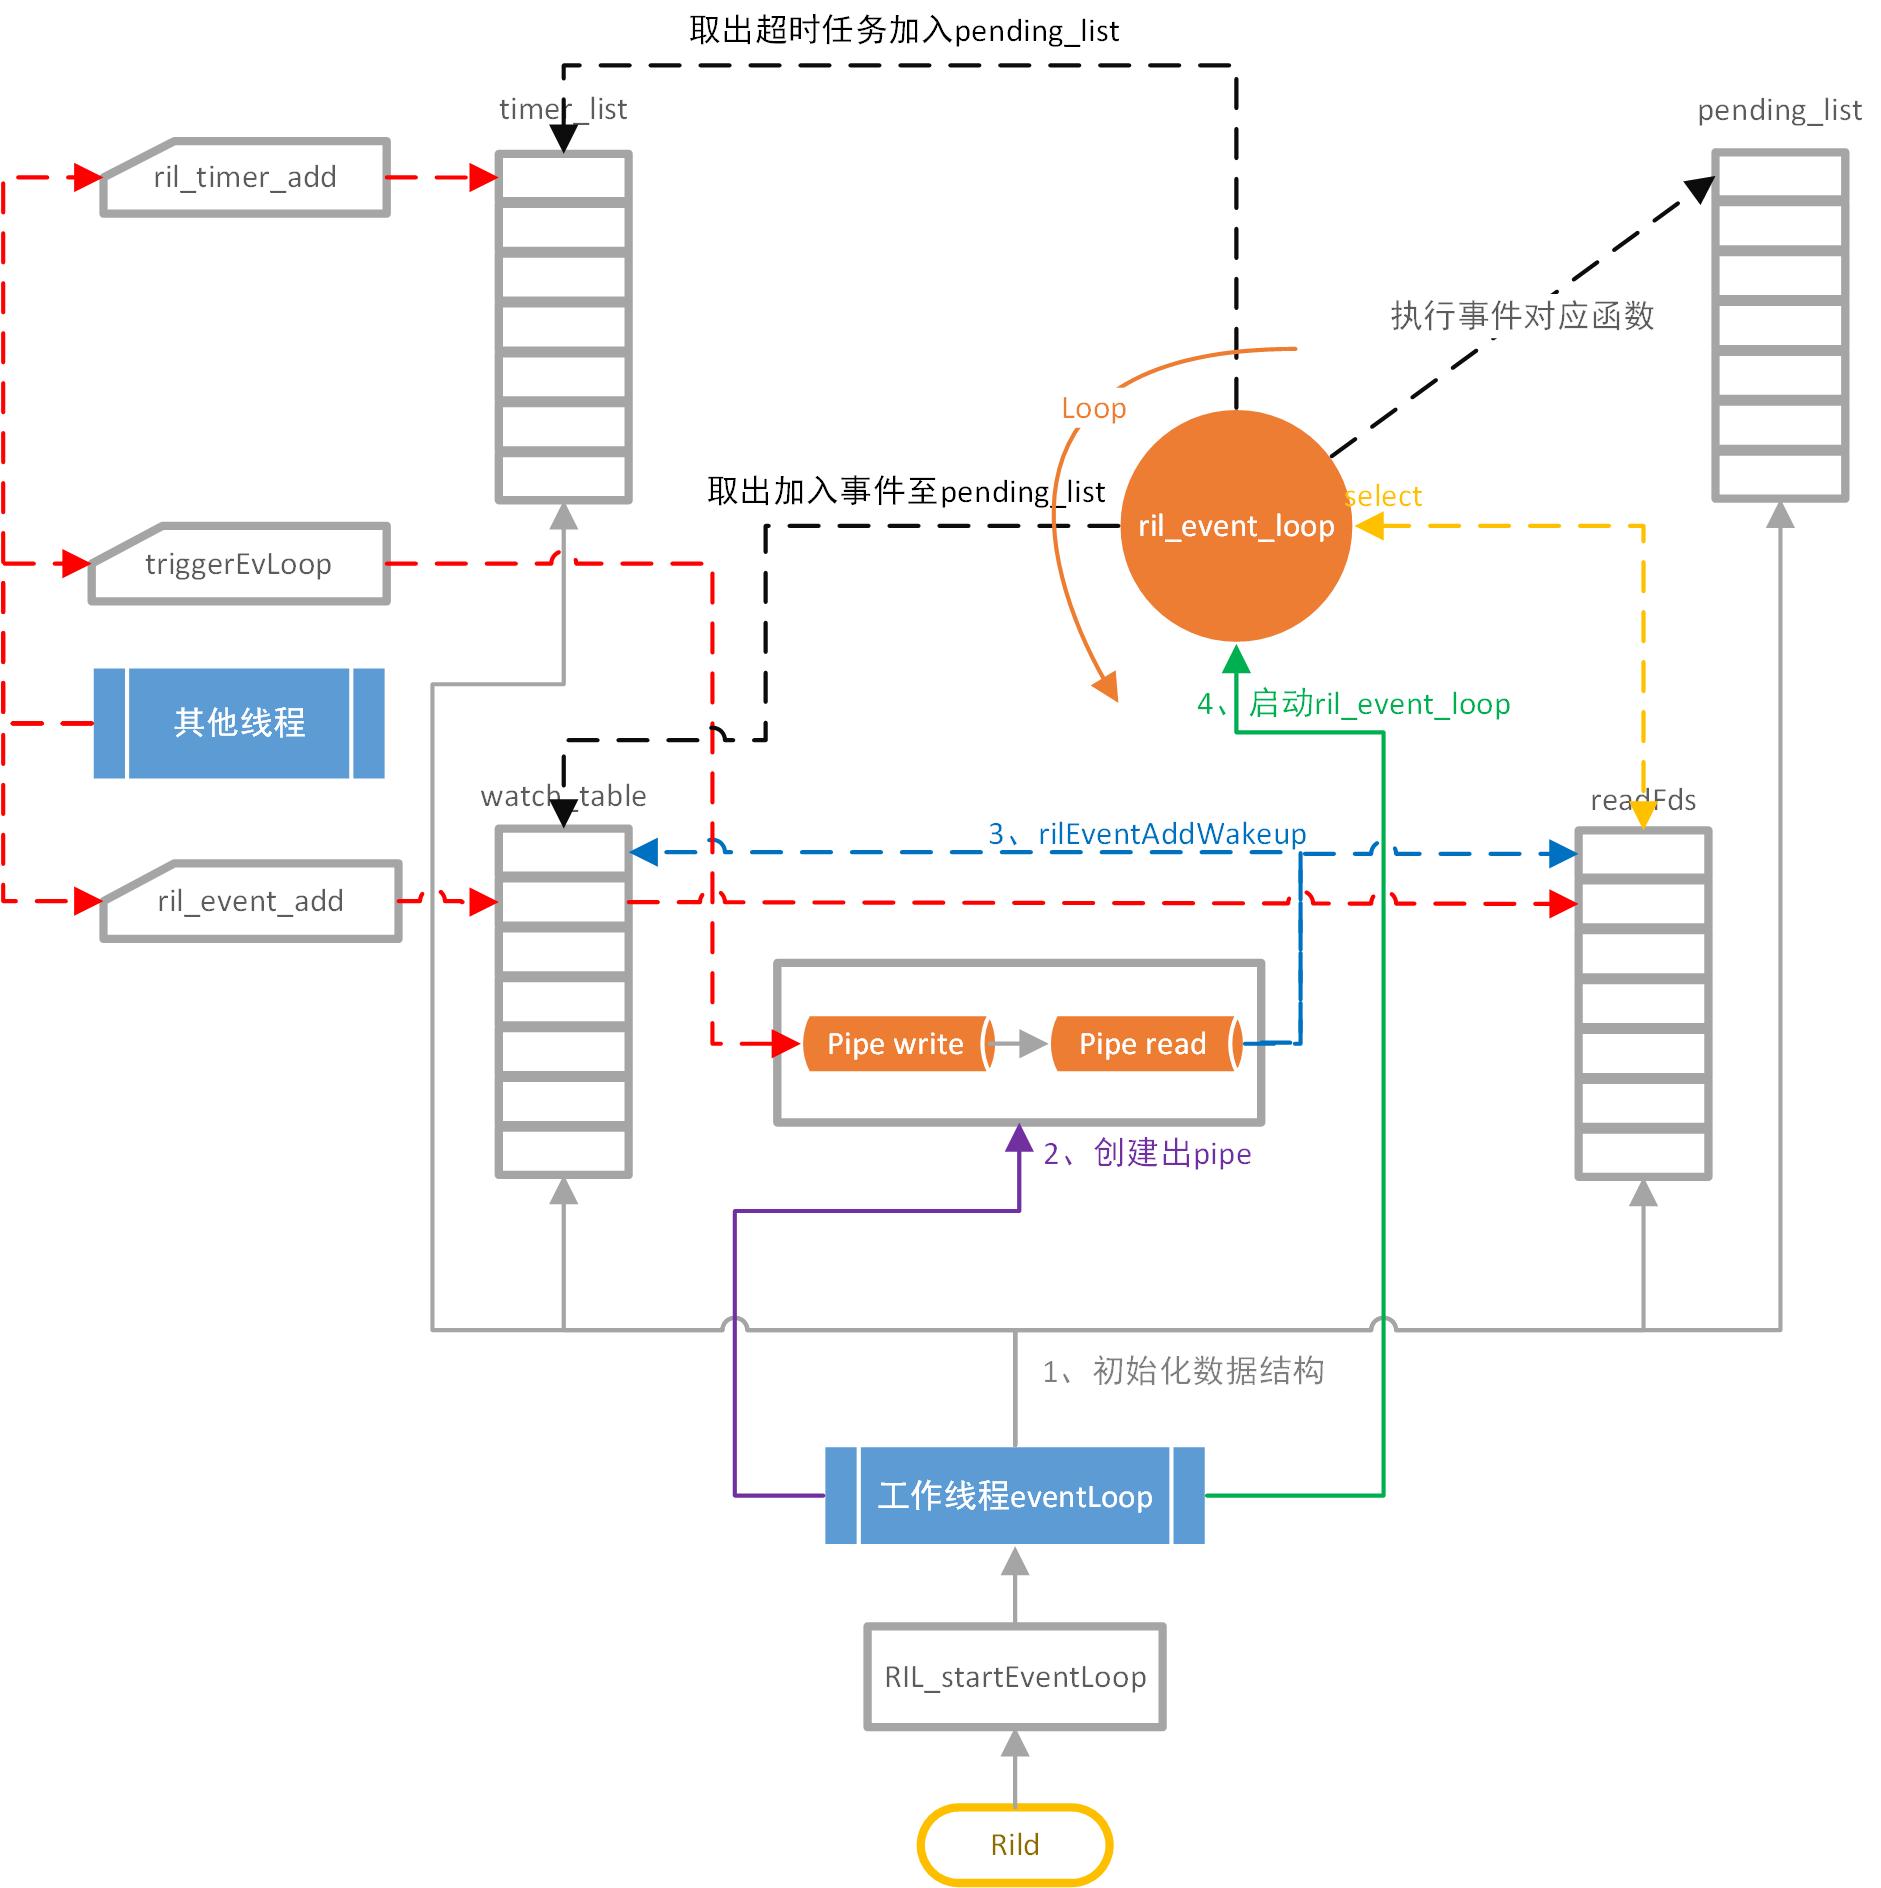 取出超时任务加入pending_list
timer_list
pending_list
ril_timer_add
执行事件对应函数
Loop
取出加入事件至pending_list
select
ril_event_loop
triggerEvLoop
其他线程
4、启动ril_event_loop
watch_table
readFds
3、rilEventAddWakeup
ril_event_add
Pipe write
Pipe read
2、创建出pipe
1、初始化数据结构
工作线程eventLoop
RIL_startEventLoop
Rild